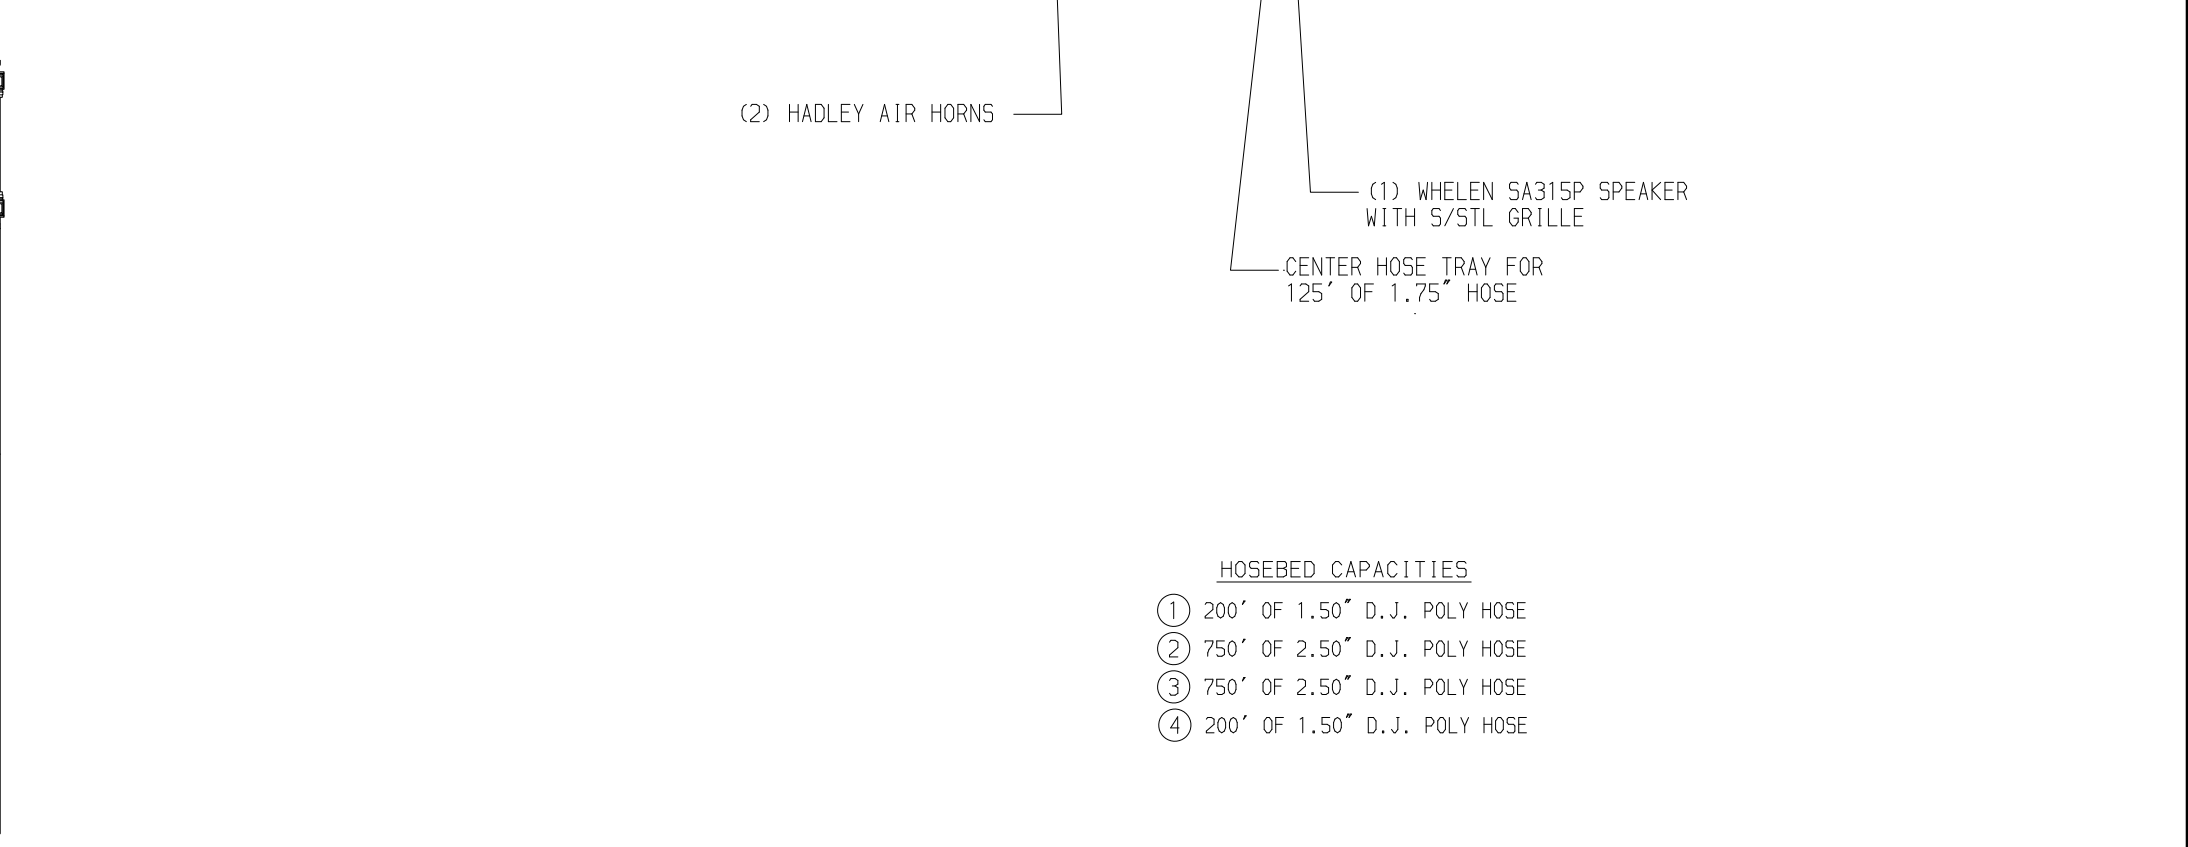 (2) HADLEY AIR HORNS
(1) WHELEN SA315P SPEAKER
WITH S/STL GRILLE
CENTER HOSE TRAY FOR
125' OF 1.75" HOSE
HOSEBED CAPACITIES
1 200' OF 1.50" D.J. POLY HOSE
2 750' OF 2.50" D.J. POLY HOSE
3 750' OF 2.50" D.J. POLY HOSE
4 200' OF 1.50" D.J. POLY HOSE